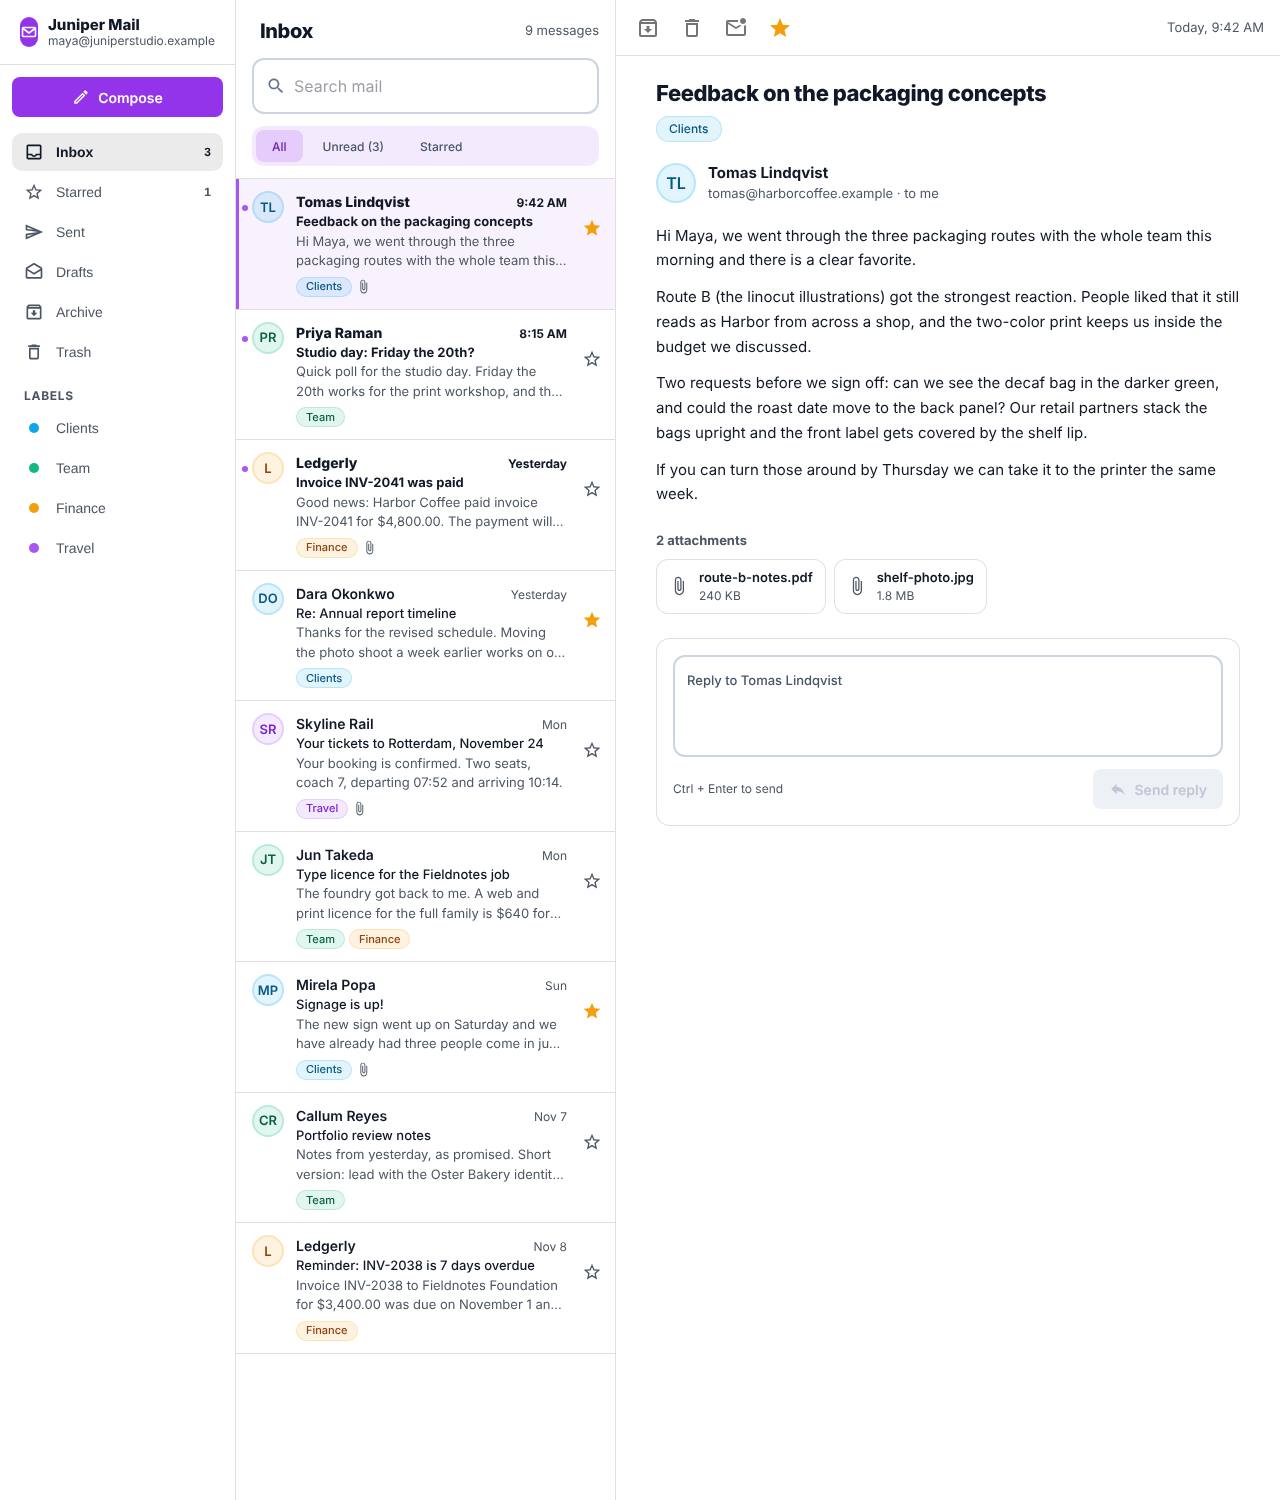 Juniper Mail
maya@juniperstudio.example
Compose
Inbox 3
Starred 1
Sent
Drafts
Archive
Trash
LABELS
Clients
Team
Finance
Travel
Inbox 9 messages
Search mail
All Unread (3) Starred
TL Tomas Lindqvist 9:42 AM
Feedback on the packaging concepts
Hi Maya, we went through the three
packaging routes with the whole team this...
Clients
PR Priya Raman 8:15 AM
Studio day: Friday the 20th?
Quick poll for the studio day. Friday the
20th works for the print workshop, and th...
Team
L Ledgerly Yesterday
Invoice INV-2041 was paid
Good news: Harbor Coffee paid invoice
INV-2041 for $4,800.00. The payment will...
Finance
DO Dara Okonkwo Yesterday
Re: Annual report timeline
Thanks for the revised schedule. Moving
the photo shoot a week earlier works on o...
Clients
SR Skyline Rail Mon
Your tickets to Rotterdam, November 24
Your booking is confirmed. Two seats,
coach 7, departing 07:52 and arriving 10:14.
Travel
JT Jun Takeda Mon
Type licence for the Fieldnotes job
The foundry got back to me. A web and
print licence for the full family is $640 for...
Team Finance
MP Mirela Popa Sun
Signage is up!
The new sign went up on Saturday and we
have already had three people come in ju...
Clients
CR Callum Reyes Nov 7
Portfolio review notes
Notes from yesterday, as promised. Short
version: lead with the Oster Bakery identit...
Team
L Ledgerly Nov 8
Reminder: INV-2038 is 7 days overdue
Invoice INV-2038 to Fieldnotes Foundation
for $3,400.00 was due on November 1 an...
Finance
Today, 9:42 AM
Feedback on the packaging concepts
Clients
TL Tomas Lindqvist
tomas@harborcoffee.example · to me
Hi Maya, we went through the three packaging routes with the whole team this
morning and there is a clear favorite.
Route B (the linocut illustrations) got the strongest reaction. People liked that it still
reads as Harbor from across a shop, and the two-color print keeps us inside the
budget we discussed.
Two requests before we sign off: can we see the decaf bag in the darker green,
and could the roast date move to the back panel? Our retail partners stack the
bags upright and the front label gets covered by the shelf lip.
If you can turn those around by Thursday we can take it to the printer the same
week.
2 attachments
route-b-notes.pdf
240 KB
shelf-photo.jpg
1.8 MB
Reply to Tomas Lindqvist
Ctrl + Enter to send
Send reply